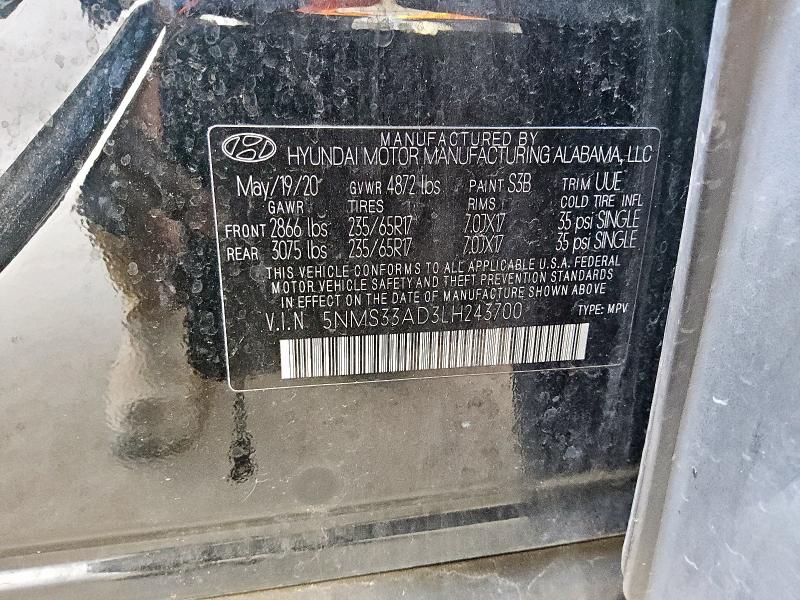 MANUFACTURED BY
HYUNDAI MOTOR MANUFACTURING ALABAMA, LLC
May/19/20 GVWR 4872 lbs PAINT S3B TRIM UUE
GAWR TIRES RIMS COLD TIRE INFL
FRONT 2866 lbs 235/65R17 7.0JX17 35 psi SINGLE
REAR 3075 lbs 235/65R17 7.0JX17 35 psi SINGLE
THIS VEHICLE CONFORMS TO ALL APPLICABLE U.S.A. FEDERAL
MOTOR VEHICLE SAFETY AND THEFT PREVENTION STANDARDS
IN EFFECT ON THE DATE OF MANUFACTURE SHOWN ABOVE
V.I.N. 5NMS33AD3LH243700 TYPE: MPV